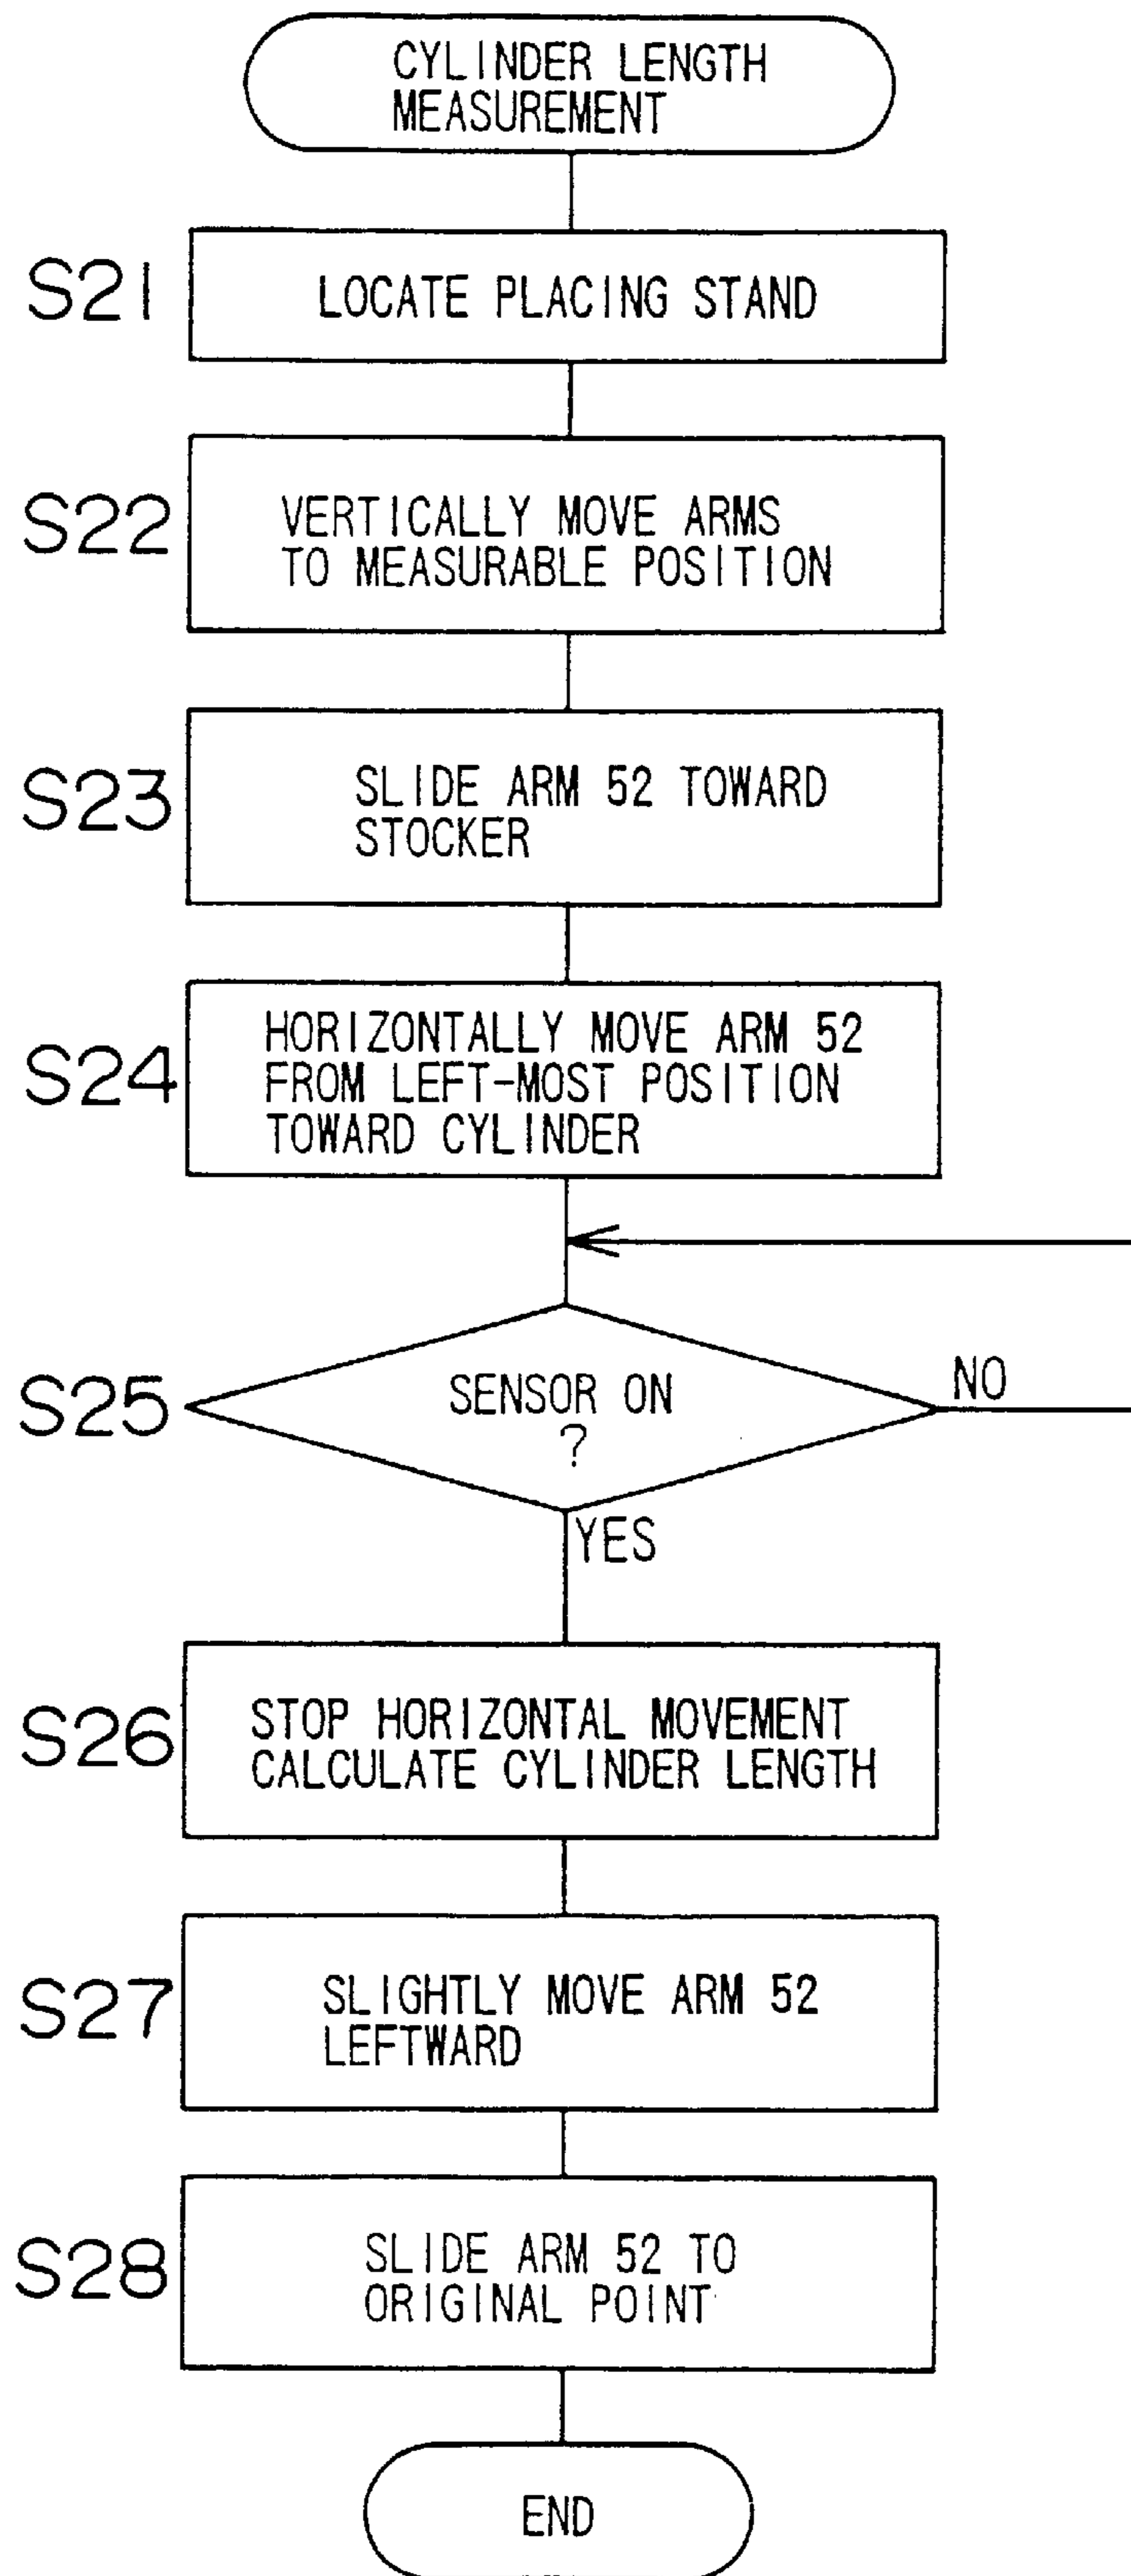 CYLINDER LENGTH
MEASUREMENT
S21
LOCATE PLACING STAND
S22
VERTICALLY MOVE ARMS
TO MEASURABLE POSITION
S23
SLIDE ARM 52 TOWARD
STOCKER
S24
HORIZONTALLY MOVE ARM 52
FROM LEFT-MOST POSITION
TOWARD CYLINDER
S25
SENSOR ON
?
NO
YES
S26
STOP HORIZONTAL MOVEMENT
CALCULATE CYLINDER LENGTH
S27
SLIGHTLY MOVE ARM 52
LEFTWARD
S28
SLIDE ARM 52 TO
ORIGINAL POINT
END